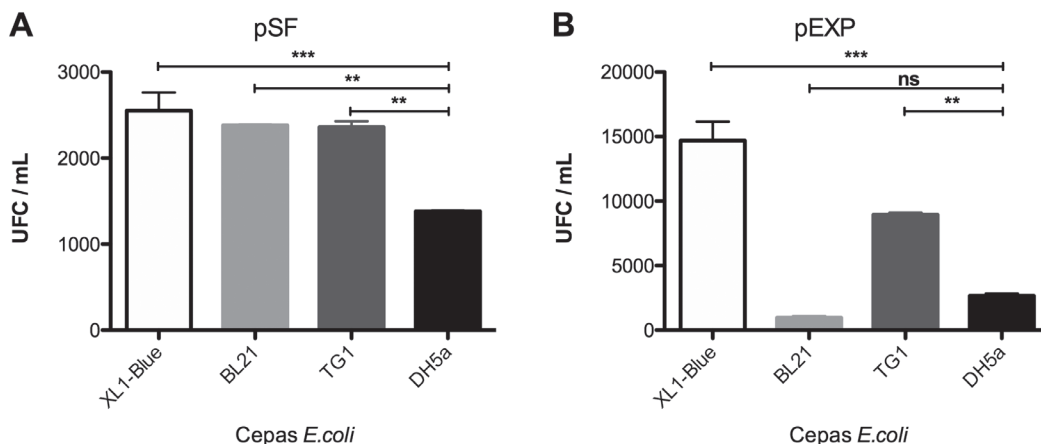 A
pSF
***
**
**
3000
2000
1000
0
UFC / mL
XL1-Blue
BL21
TG1
DH5a
Cepas E.coli
B
pEXP
***
ns
**
20000
15000
10000
5000
0
UFC / mL
XL1-Blue
BL21
TG1
DH5a
Cepas E.coli